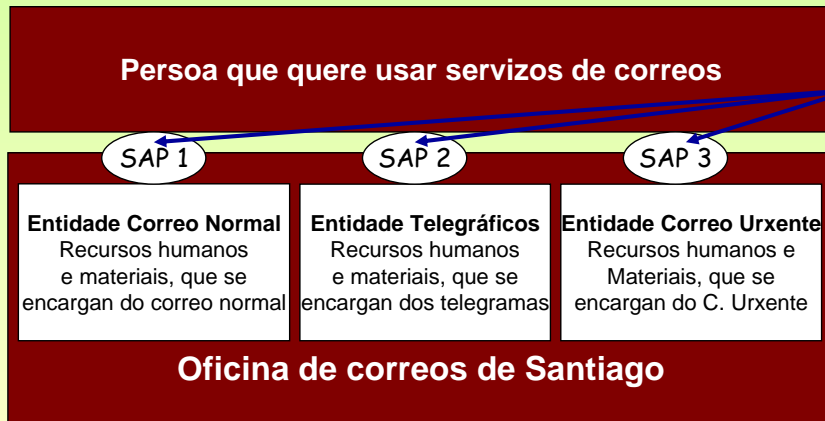 Persoa que quere usar servizos de correos
SAP 1
SAP 2
SAP 3
Entidade Correo Normal
Recursos humanos
e materiais, que se
encargan do correo normal
Entidade Telegráficos
Recursos humanos
e materiais, que se
encargan dos telegramas
Entidade Correo Urxente
Recursos humanos e
Materiais, que se
encargan do C. Urxente
Oficina de correos de Santiago